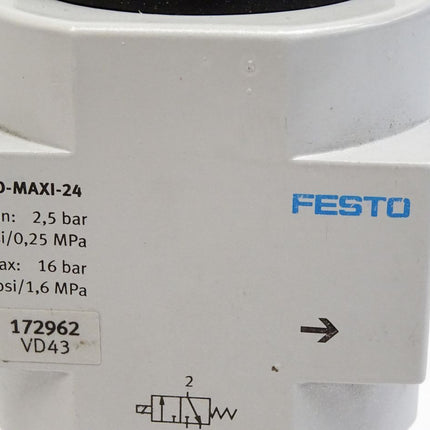 0-MAXI-24
FESTO
n: 2,5 bar
i/0,25 MPa
ax: 16 bar
psi/1,6 MPa
172962
VD43
2